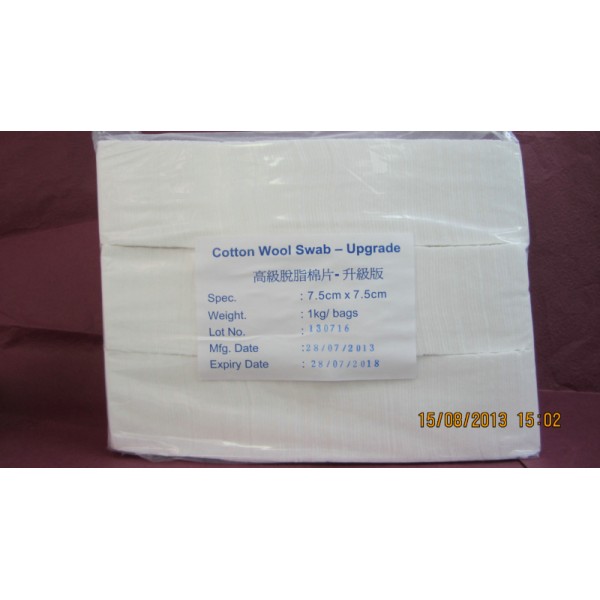 Cotton Wool Swab – Upgrade
高級脫脂棉片- 升級版
Spec. : 7.5cm x 7.5cm
Weight. : 1kg/ bags
Lot No. : 130716
Mfg. Date :28/07/2013
Expiry Date : 28/07/2018
15/08/2013 15:02